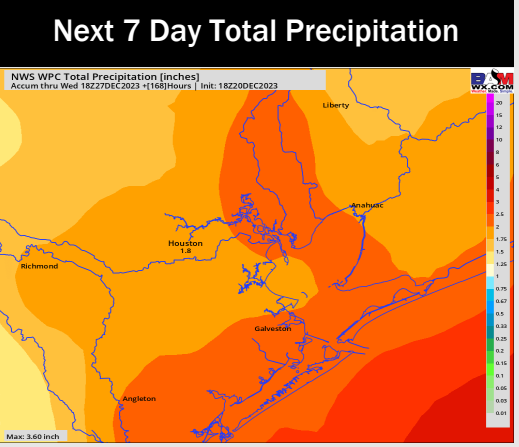 Next 7 Day Total Precipitation
NWS WPC Total Precipitation [inches]
Accum thru Wed 18Z27DEC2023 +[168]Hours | Init: 18Z20DEC2023
BAM
WX.COM
Liberty
Anahuac
Houston
1.8
Richmond
Galveston
Angleton
20
15
12
10
8
6
5
4
3
2.5
2
1.75
1.5
1.25
1
0.75
0.67
0.5
0.33
0.25
0.2
0.15
0.1
0.05
0.03
0.01
Max: 3.60 inch